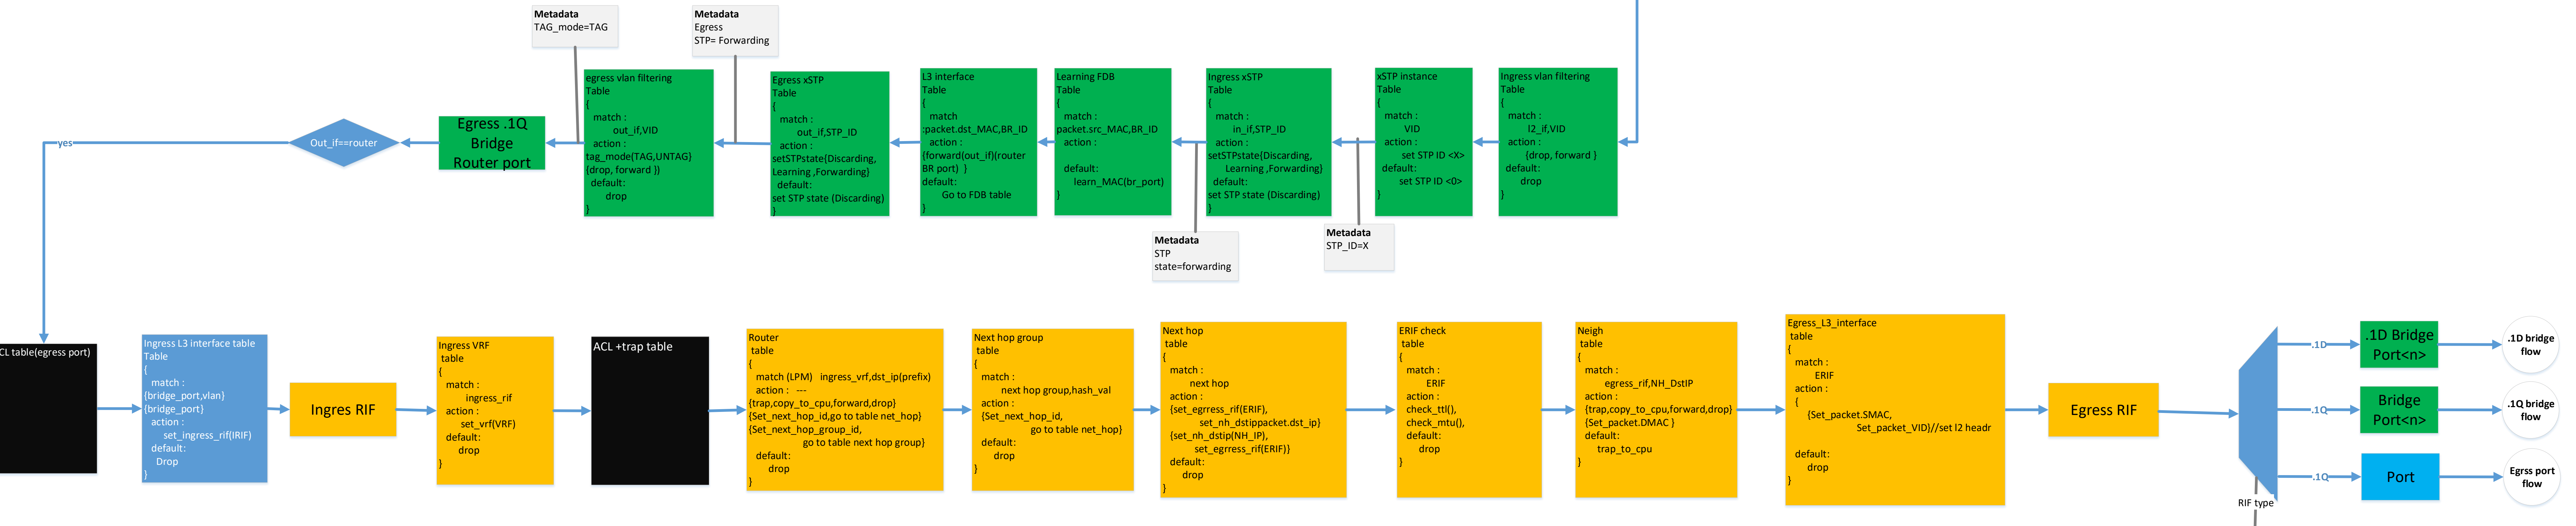 Metadata
TAG_mode=TAG
Metadata
Egress
STP= Forwarding
egress vlan filtering
Table
{
match :
out_if,VID
action :
tag_mode(TAG,UNTAG}
{drop, forward })
default:
drop
}
Egress xSTP
Table
{
match :
out_if,STP_ID
action :
setSTPstate{Discarding,
Learning ,Forwarding}
default:
set STP state (Discarding)
}
L3 interface
Table
{
match
:packet.dst_MAC,BR_ID
action :
{forward(out_if)(router
BR port)  }
default:
Go to FDB table
}
Learning FDB
Table
{
match :
packet.src_MAC,BR_ID
action :
default:
learn_MAC(br_port)
}
Ingress xSTP
Table
{
match :
in_if,STP_ID
action :
setSTPstate{Discarding,
Learning ,Forwarding}
default:
set STP state (Discarding)
}
xSTP instance
Table
{
match :
VID
action :
set STP ID <X>
default:
set STP ID <0>
}
Ingress vlan filtering
Table
{
match :
l2_if,VID
action :
{drop, forward }
default:
drop
}
Egress .1Q
Bridge
Router port
Out_if==router
yes
Metadata
STP
state=forwarding
Metadata
STP_ID=X
CL table(egress port)
Ingress L3 interface table
Table
{
match :
{bridge_port,vlan}
{bridge_port}
action :
set_ingress_rif(IRIF)
default:
Drop
}
Ingres RIF
Ingress VRF
table
{
match :
ingress_rif
action :
set_vrf(VRF)
default:
drop
}
ACL +trap table
Router
table
{
match (LPM)   ingress_vrf,dst_ip(prefix)
action :   ---
{trap,copy_to_cpu,forward,drop}
{Set_next_hop_id,go to table net_hop}
{Set_next_hop_group_id,
go to table next hop group}
default:
drop
}
Next hop group
table
{
match :
next hop group,hash_val
action :
{Set_next_hop_id,
go to table net_hop}
default:
drop
}
Next hop
table
{
match :
next hop
action :
{set_egrress_rif(ERIF),
set_nh_dstippacket.dst_ip}
{set_nh_dstip(NH_IP),
set_egrress_rif(ERIF)}
default:
drop
}
ERIF check
table
{
match :
ERIF
action :
check_ttl(),
check_mtu(),
default:
drop
}
Neigh
table
{
match :
egress_rif,NH_DstIP
action :
{trap,copy_to_cpu,forward,drop}
{Set_packet.DMAC }
default:
trap_to_cpu
}
Egress_L3_interface
table
{
match :
ERIF
action :
{
{Set_packet.SMAC,
Set_packet_VID}//set l2 headr
default:
drop
}
Egress RIF
RIF type
.1D
.1D Bridge
Port<n>
.1D bridge
flow
.1Q
Bridge
Port<n>
.1Q bridge
flow
.1Q
Port
Egrss port
flow